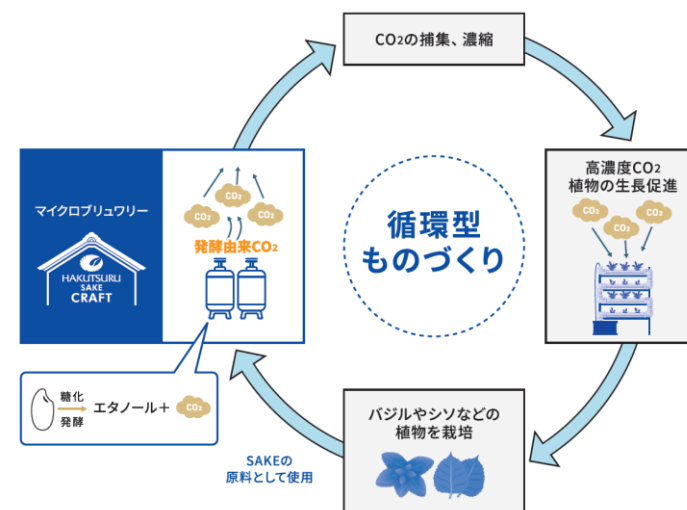 CO2の捕集、濃縮
高濃度CO2
植物の生長促進
CO2
CO2
CO2
バジルやシソなどの
植物を栽培
SAKEの
原料として使用
マイクロブリュワリー
HAKUTSURU
SAKE
CRAFT
CO2
CO2
CO2
発酵由来CO2
糖化
発酵
エタノール+ CO2
循環型
ものづくり